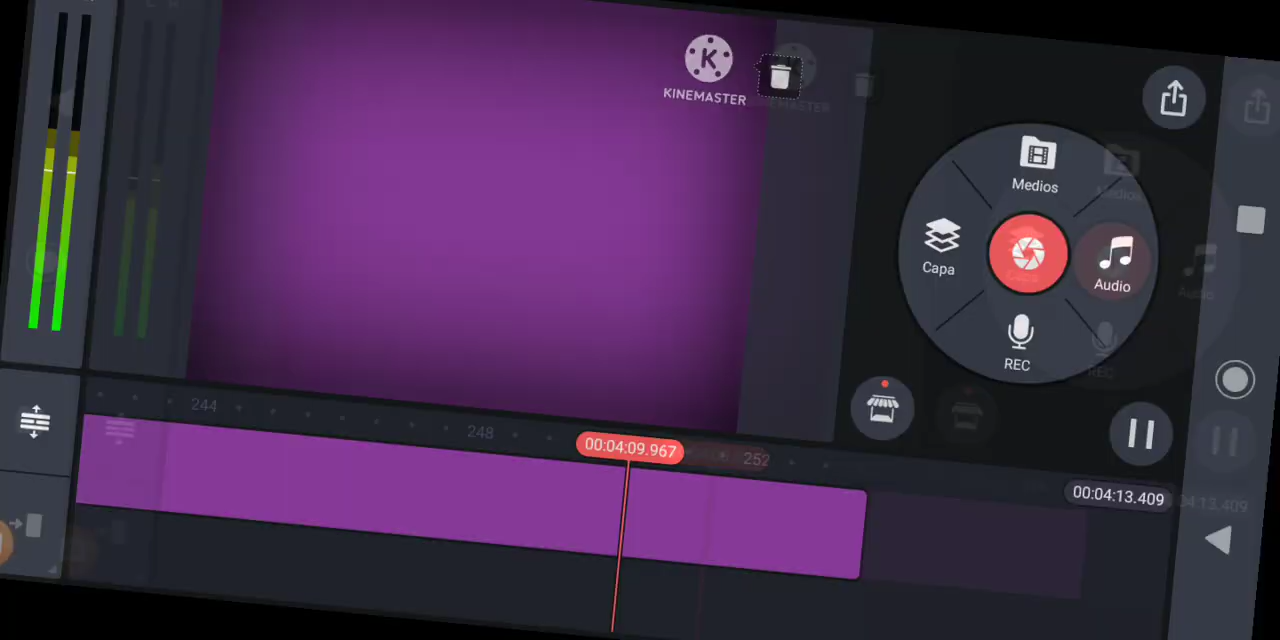 KINEMASTER
Medios
Capa
Audio
REC
244
248
00:04:09.967
252
00:04:13.409